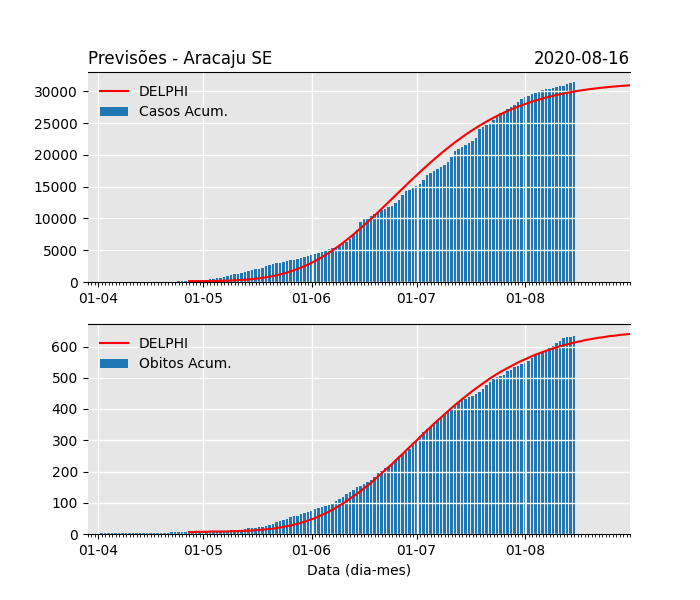 Previsões - Aracaju SE 2020-08-16
DELPHI
Casos Acum.
30000
25000
20000
15000
10000
5000
0
01-04 01-05 01-06 01-07 01-08
DELPHI
Obitos Acum.
600
500
400
300
200
100
0
01-04 01-05 01-06 01-07 01-08
Data (dia-mes)